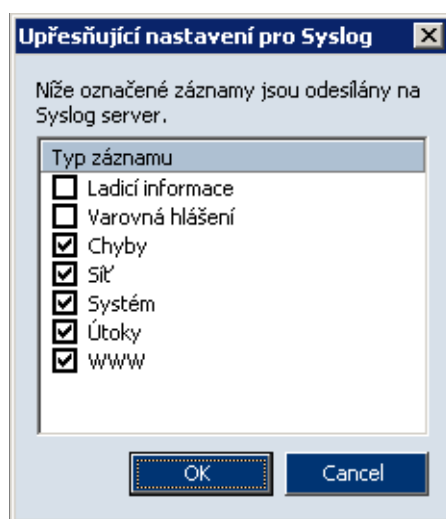 Upřesňující nastavení pro Syslog
Níže označené záznamy jsou odesílány na
Syslog server.
Typ záznamu
Ladicí informace
Varovná hlášení
Chyby
Síť
Systém
Útoky
WWW
OK
Cancel